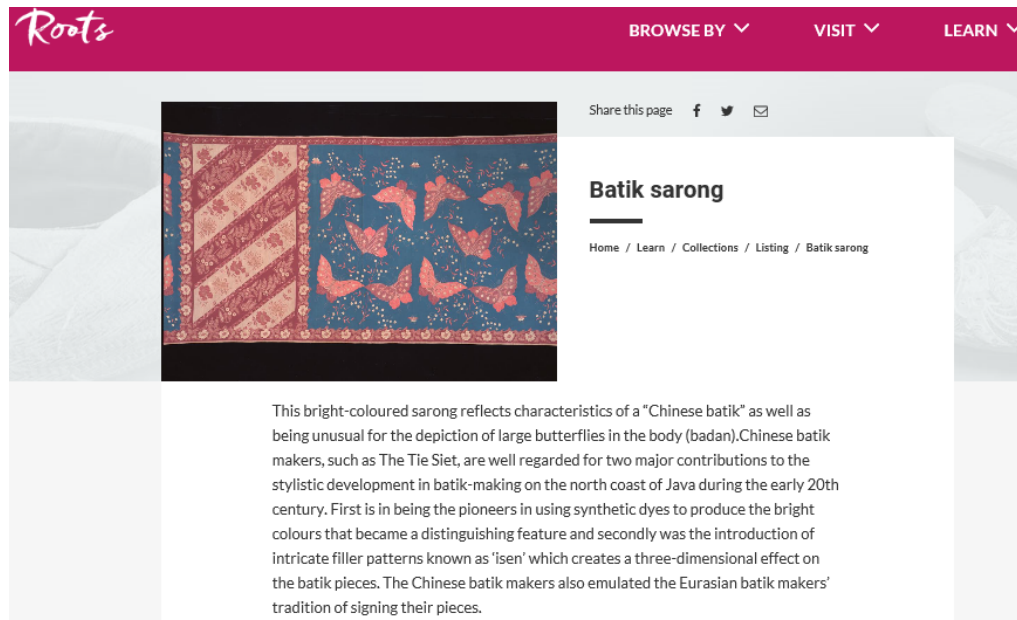 Roots
BROWSE BY
VISIT
LEARN
Share this page
Batik sarong
Home / Learn / Collections / Listing / Batik sarong
This bright-coloured sarong reflects characteristics of a “Chinese batik” as well as
being unusual for the depiction of large butterflies in the body (badan).Chinese batik
makers, such as The Tie Siet, are well regarded for two major contributions to the
stylistic development in batik-making on the north coast of Java during the early 20th
century. First is in being the pioneers in using synthetic dyes to produce the bright
colours that became a distinguishing feature and secondly was the introduction of
intricate filler patterns known as ‘isen’ which creates a three-dimensional effect on
the batik pieces. The Chinese batik makers also emulated the Eurasian batik makers’
tradition of signing their pieces.